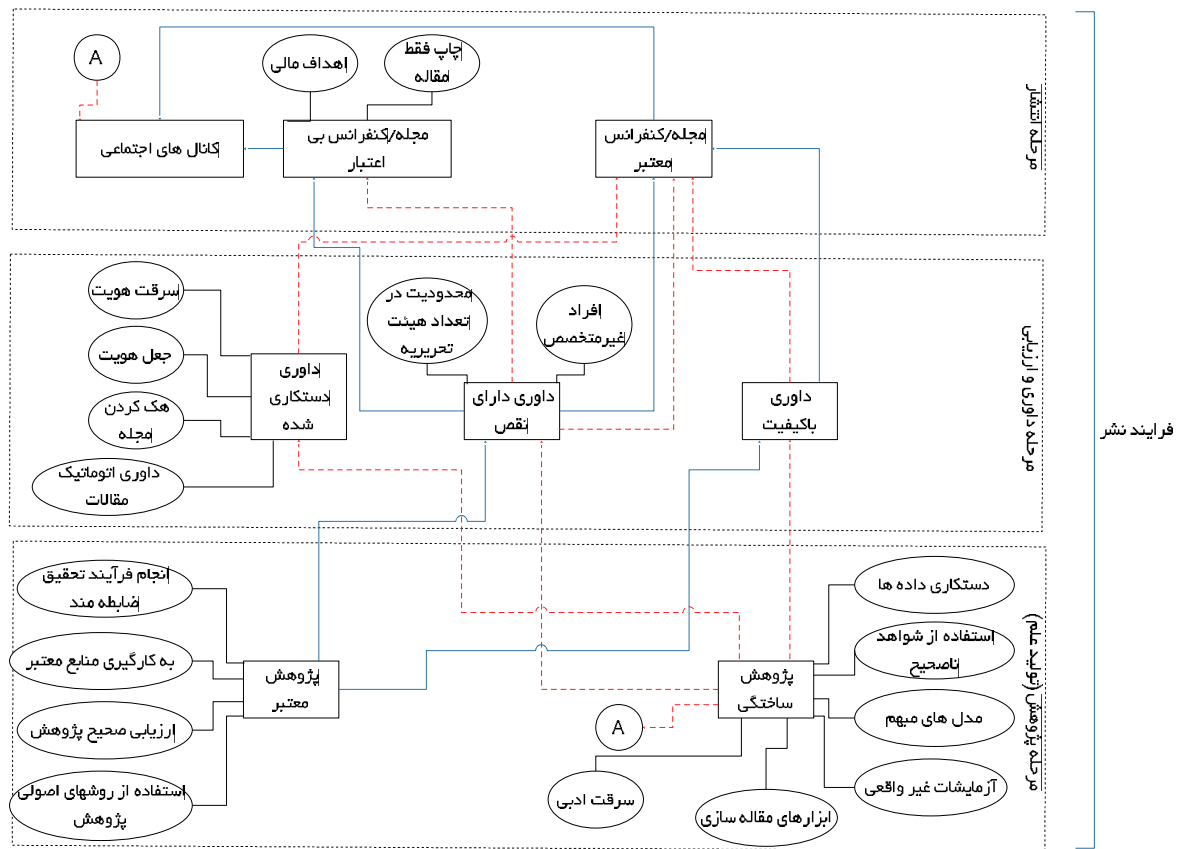 A
اهداف مالی
چاپ فقط
مقاله
کانال های اجتماعی
مجله/کنفرانس بی
اعتبار
مجله/کنفرانس
معتبر
مرحله انتشار
سرقت هویت
جعل هویت
هک کردن
مجله
داوری اتوماتیک
مقالات
داوری
دستکاری
شده
محدودیت در
تعداد هیئت
تحریریه
افراد
غیرمتخصص
داوری دارای
نقص
داوری
باکیفیت
مرحله داوری و ارزیابی
فرایند نشر
انجام فرآیند تحقیق
ضابطه مند
به کارگیری منابع معتبر
ارزیابی صحیح پژوهش
استفاده از روشهای اصولی
پژوهش
پژوهش
معتبر
پژوهش
ساختگی
A
سرقت ادبی
ابزارهای مقاله سازی
دستکاری داده ها
استفاده از شواهد
ناصحیح
مدل های مبهم
آزمایشات غیر واقعی
مرحله پژوهش (تولید علم)